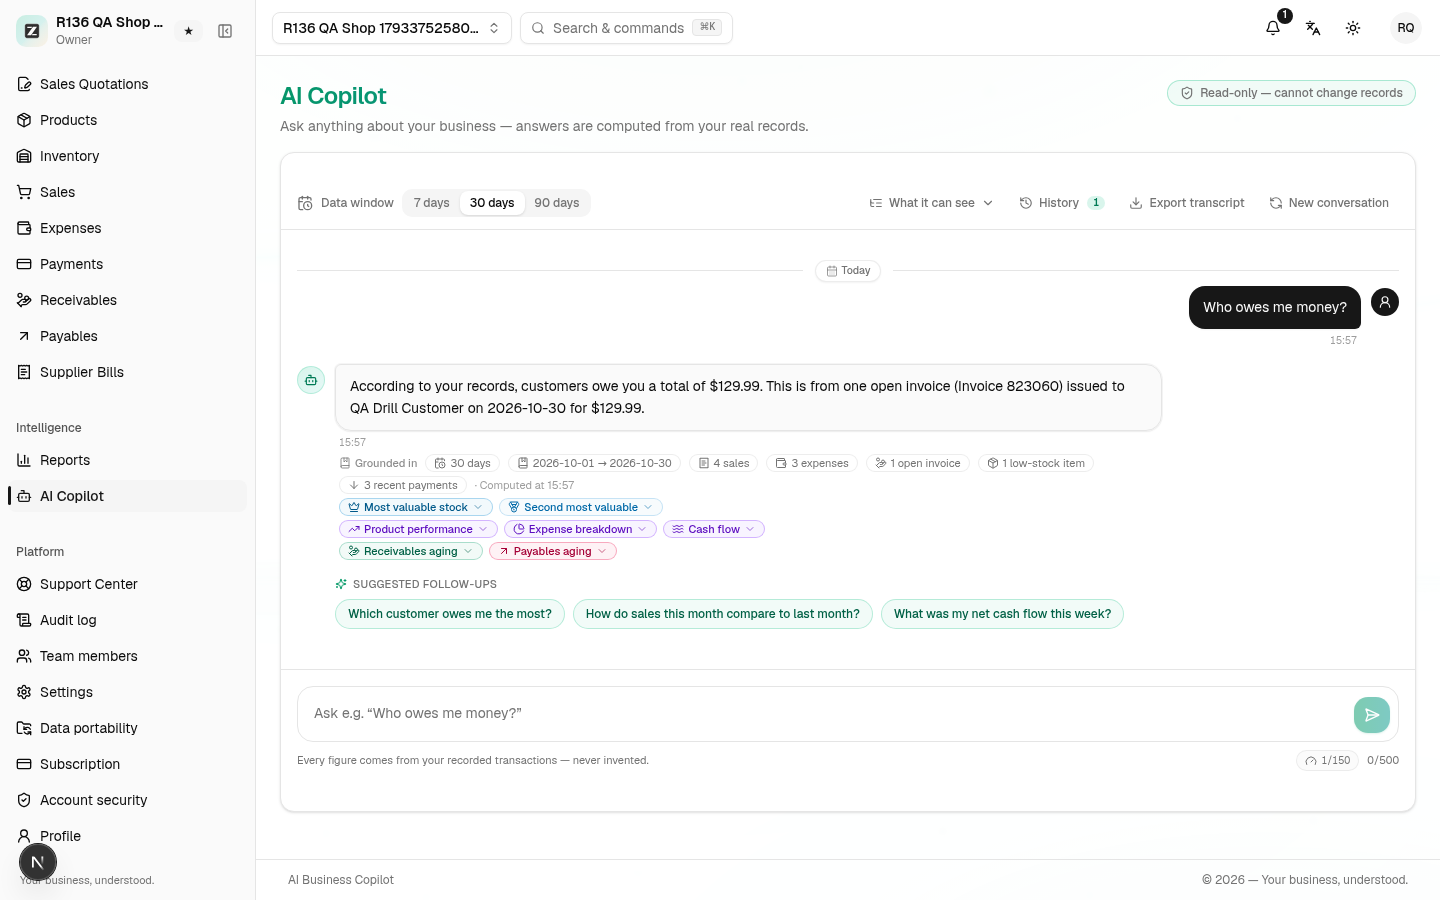 R136 QA Shop ...
Owner
★
R136 QA Shop 17933752580...
Search & commands
⌘K
1
RQ
Sales Quotations
Products
Inventory
Sales
Expenses
Payments
Receivables
Payables
Supplier Bills
Intelligence
Reports
AI Copilot
Platform
Support Center
Audit log
Team members
Settings
Data portability
Subscription
Account security
Profile
N
Your business, understood.
AI Copilot
Read-only — cannot change records
Ask anything about your business — answers are computed from your real records.
Data window 7 days 30 days 90 days
What it can see History 1 Export transcript New conversation
Today
Who owes me money?
15:57
According to your records, customers owe you a total of $129.99. This is from one open invoice (Invoice 823060) issued to
QA Drill Customer on 2026-10-30 for $129.99.
15:57
Grounded in 30 days 2026-10-01 → 2026-10-30 4 sales 3 expenses 1 open invoice 1 low-stock item
3 recent payments · Computed at 15:57
Most valuable stock Second most valuable
Product performance Expense breakdown Cash flow
Receivables aging Payables aging
SUGGESTED FOLLOW-UPS
Which customer owes me the most? How do sales this month compare to last month? What was my net cash flow this week?
Ask e.g. “Who owes me money?”
Every figure comes from your recorded transactions — never invented.
1/150 0/500
AI Business Copilot
© 2026 — Your business, understood.